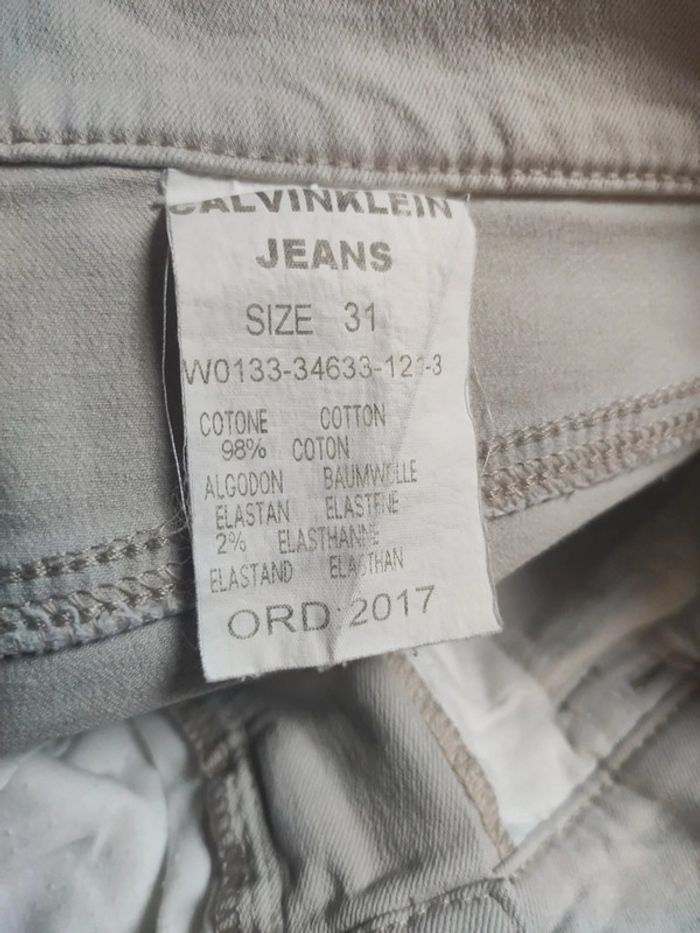 CALVINKLEIN
JEANS
SIZE 31
COTONE COTTON
98% COTON
ALGODON BAUMWOLLE
ELASTAN ELASTENE
2% ELASTHANNE
ELASTAND ELASTHAN
ORD:2017